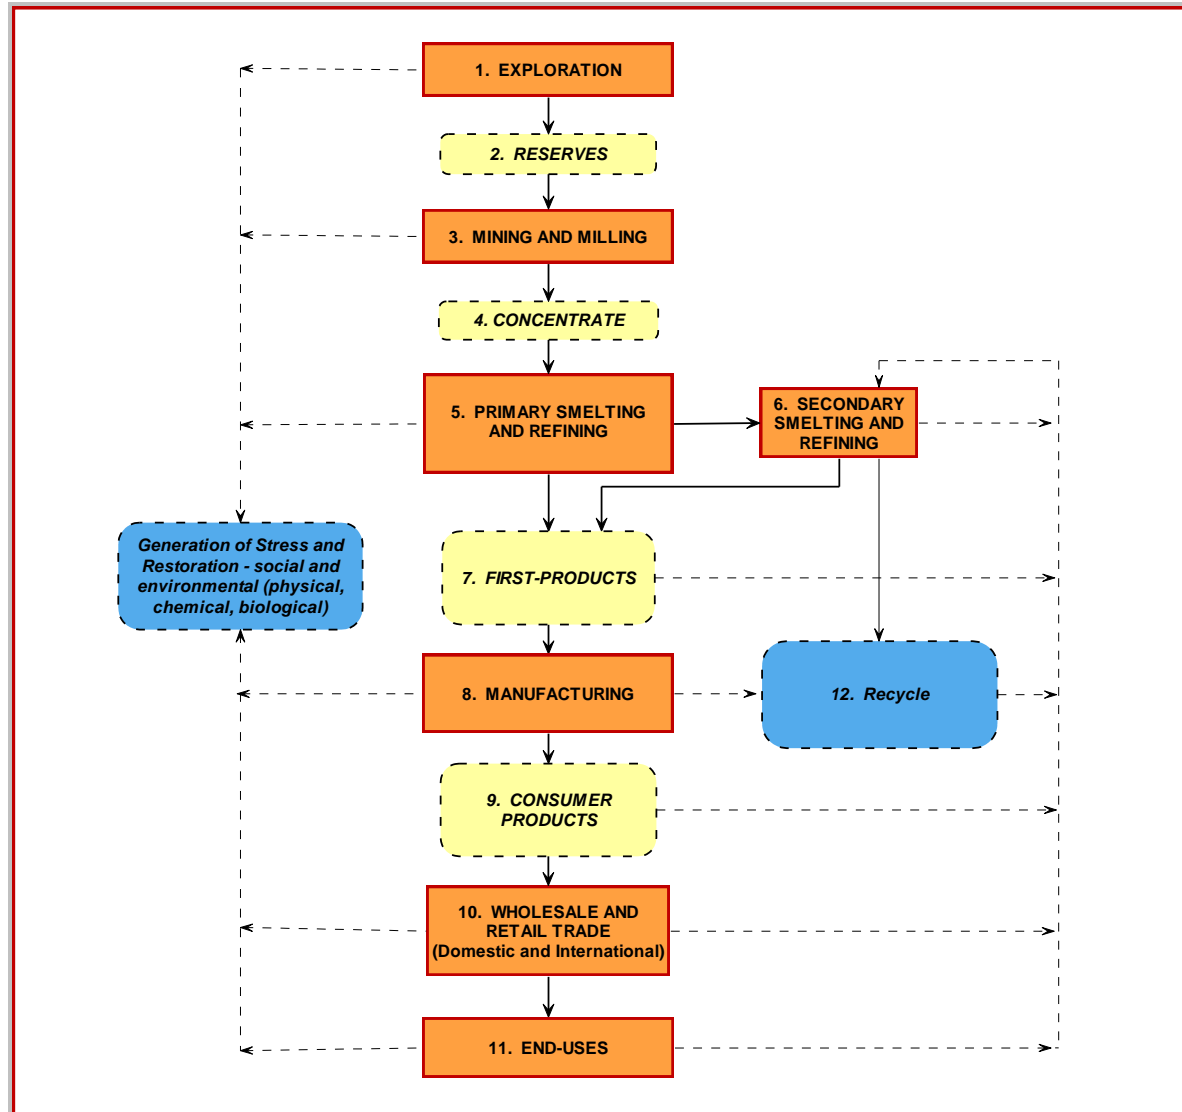 1. EXPLORATION
2. RESERVES
3. MINING AND MILLING
4. CONCENTRATE
5. PRIMARY SMELTING
AND REFINING
6. SECONDARY
SMELTING AND
REFINING
Generation of Stress and
Restoration - social and
environmental (physical,
chemical, biological)
7. FIRST-PRODUCTS
8. MANUFACTURING
12. Recycle
9. CONSUMER
PRODUCTS
10. WHOLESALE AND
RETAIL TRADE
(Domestic and International)
11. END-USES